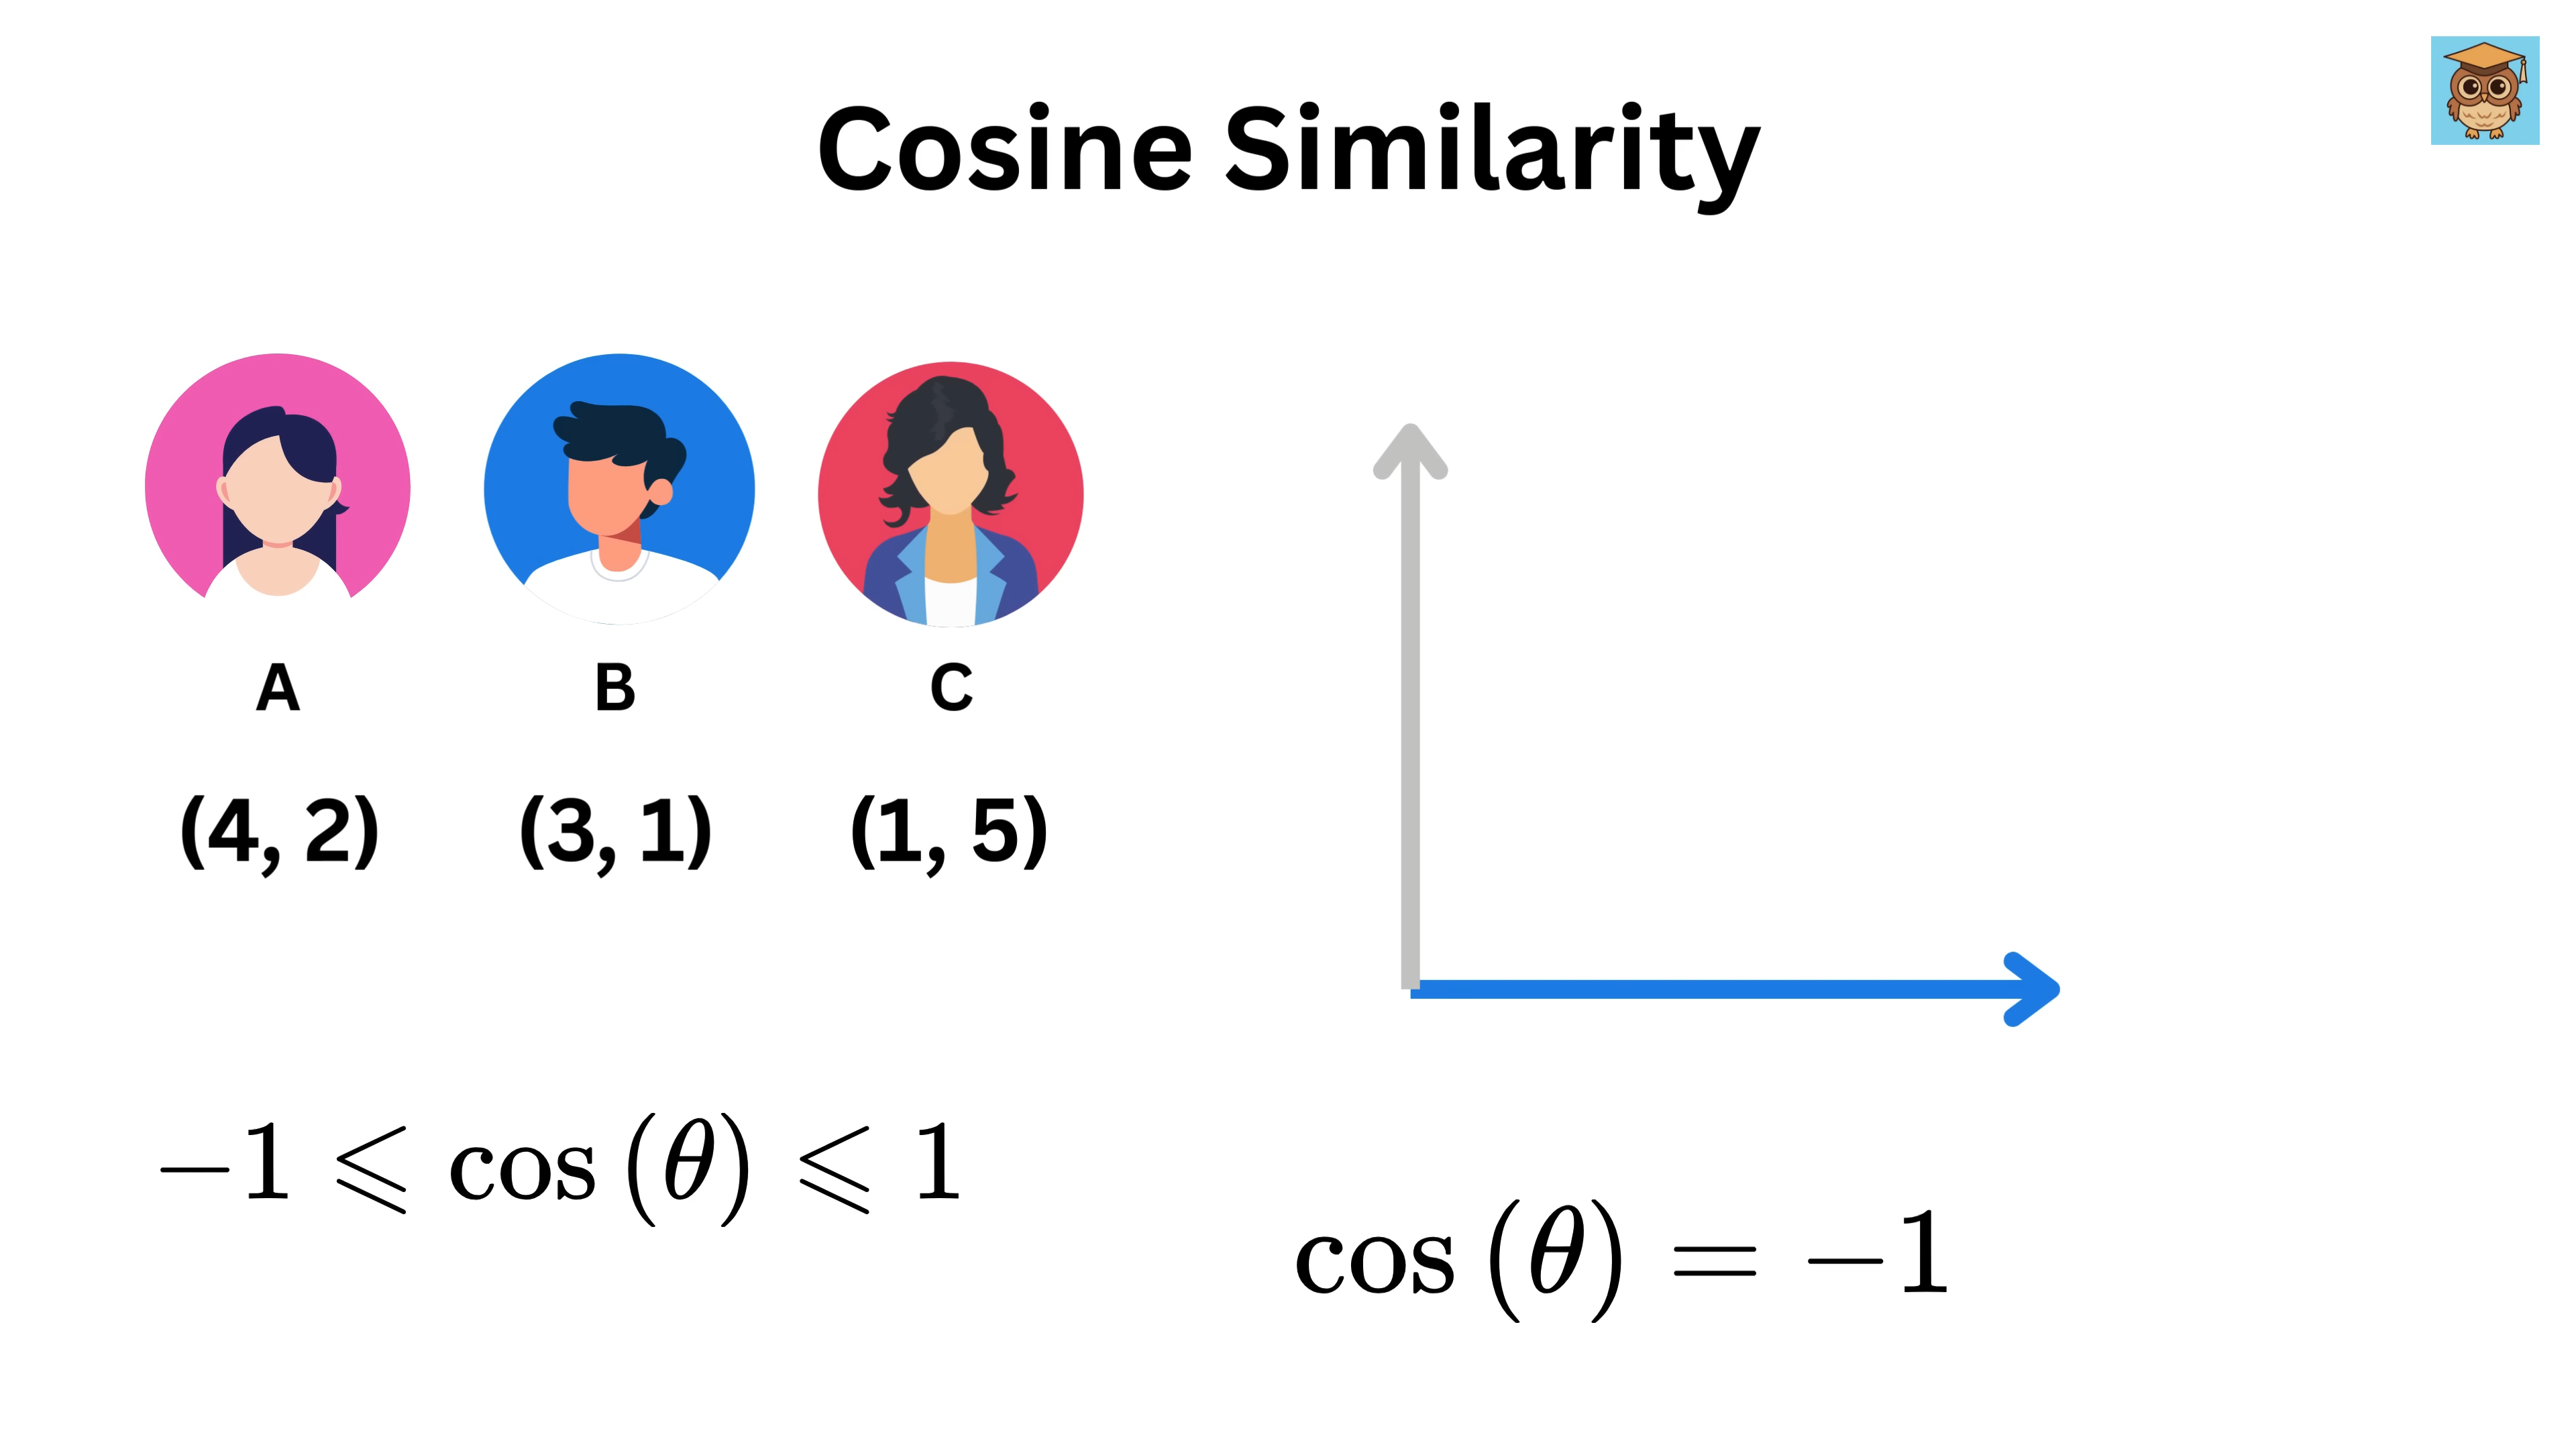 Cosine Similarity
A B C
(4, 2) (3, 1) (1, 5)
−1 ⩽ cos (θ) ⩽ 1
cos (θ) = −1